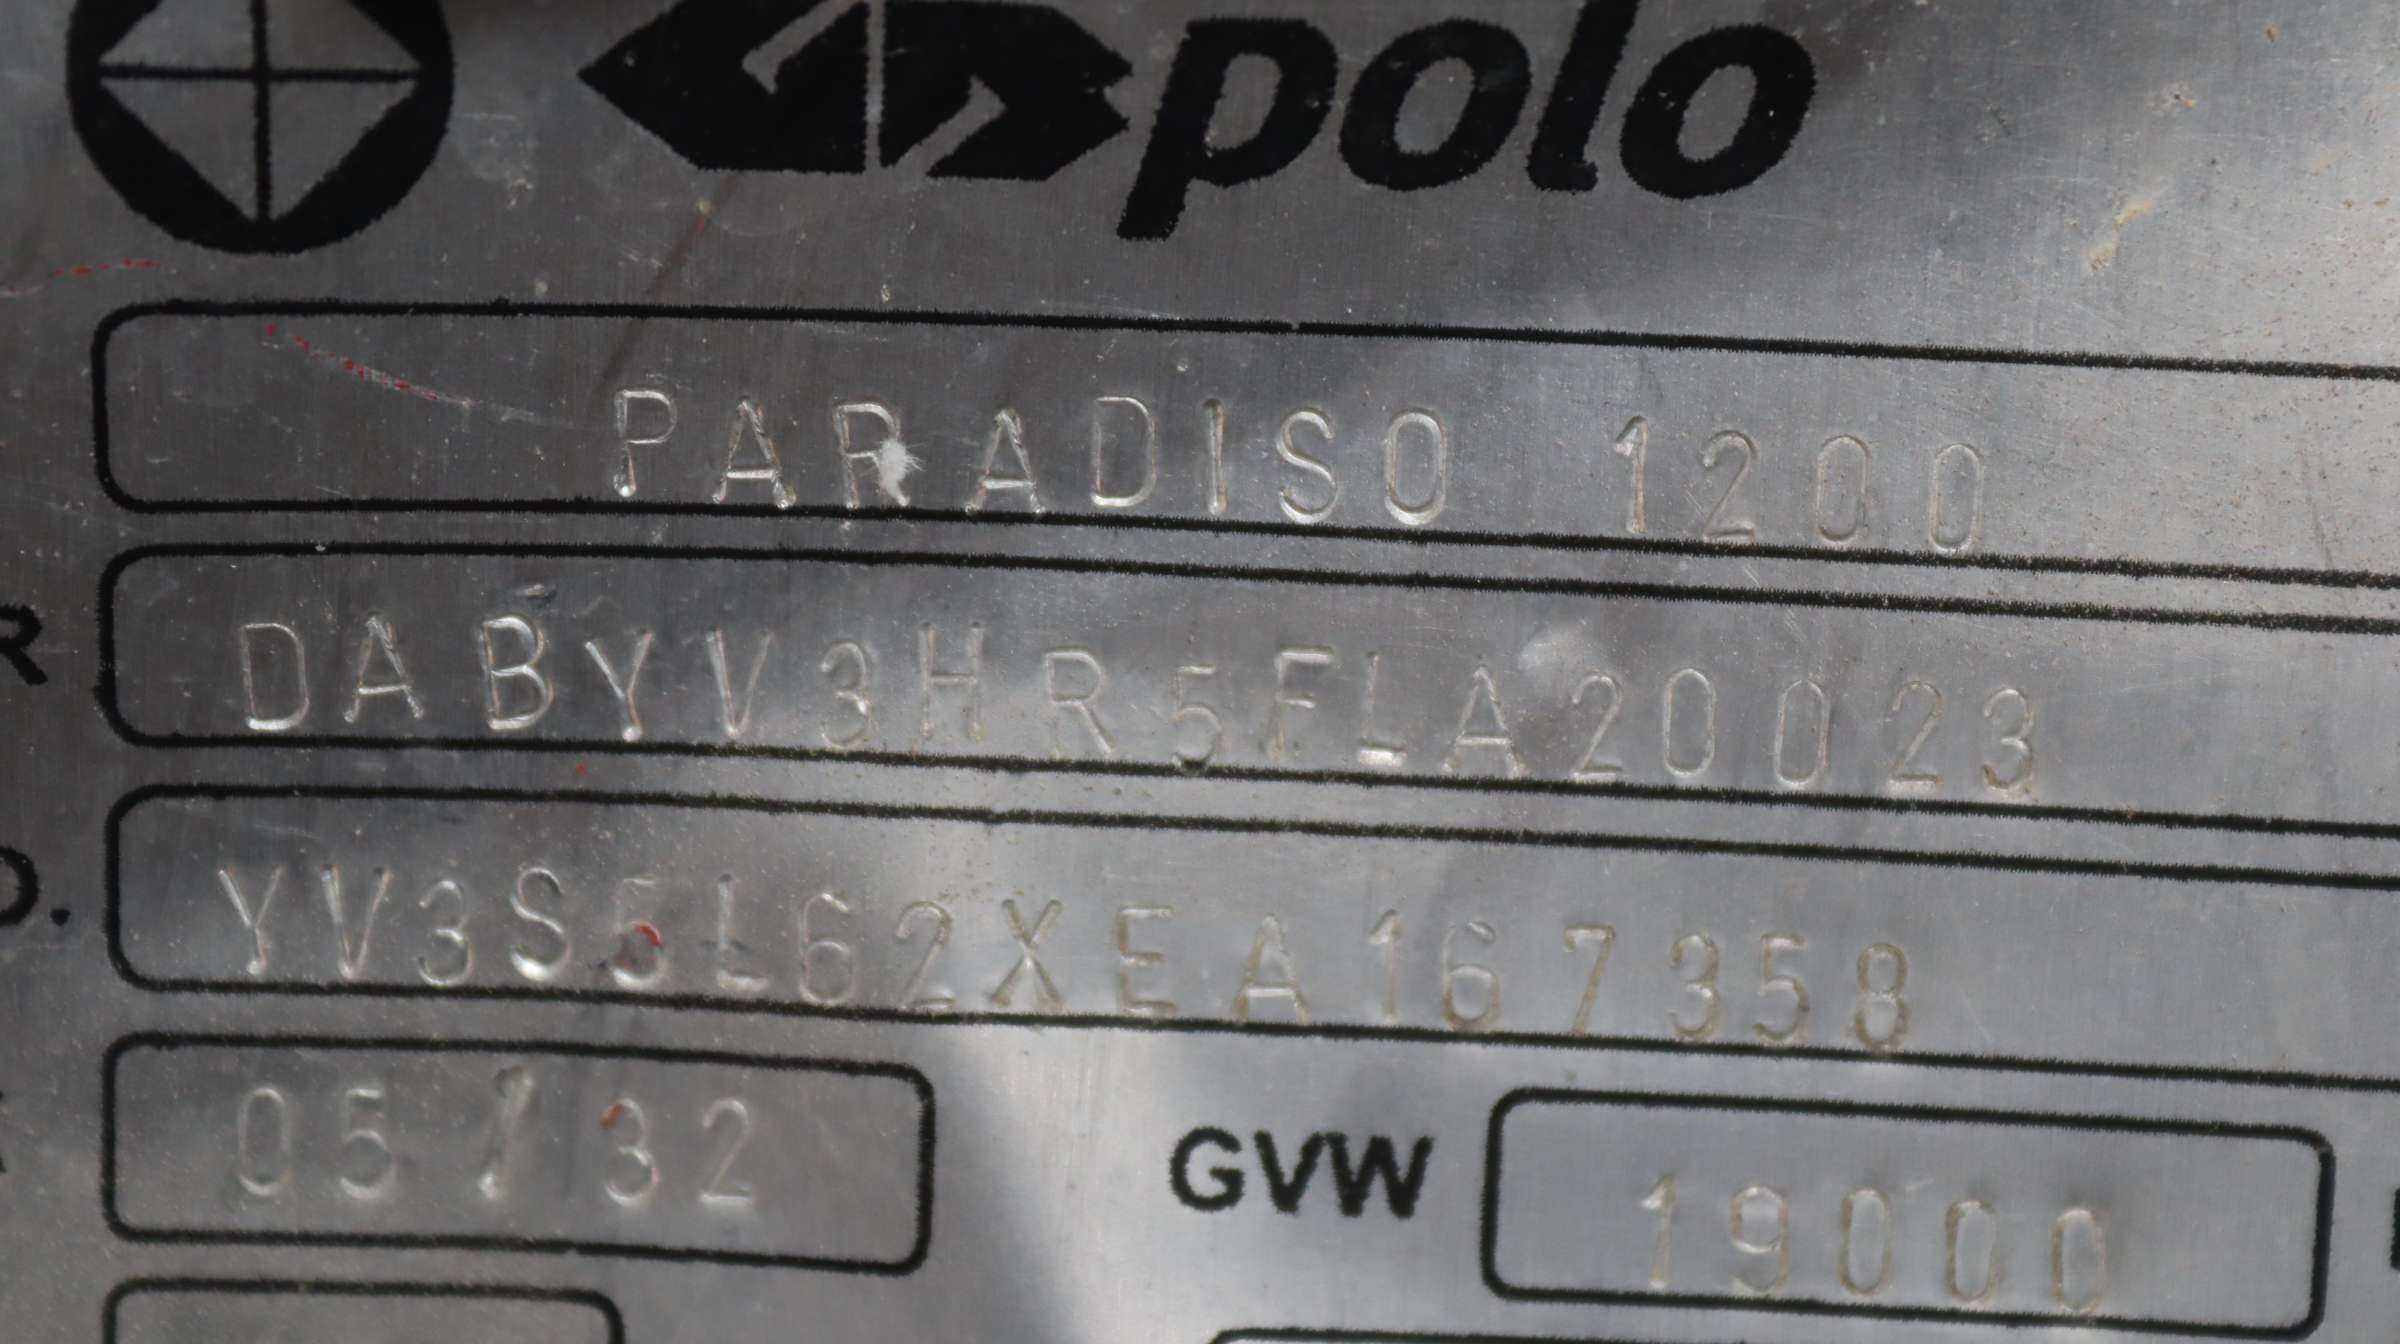 polo
PARADISO 1200
R DABYV3HR5FLA20023
O. YV3S5L62XEA167358
05/32 GVW 19000